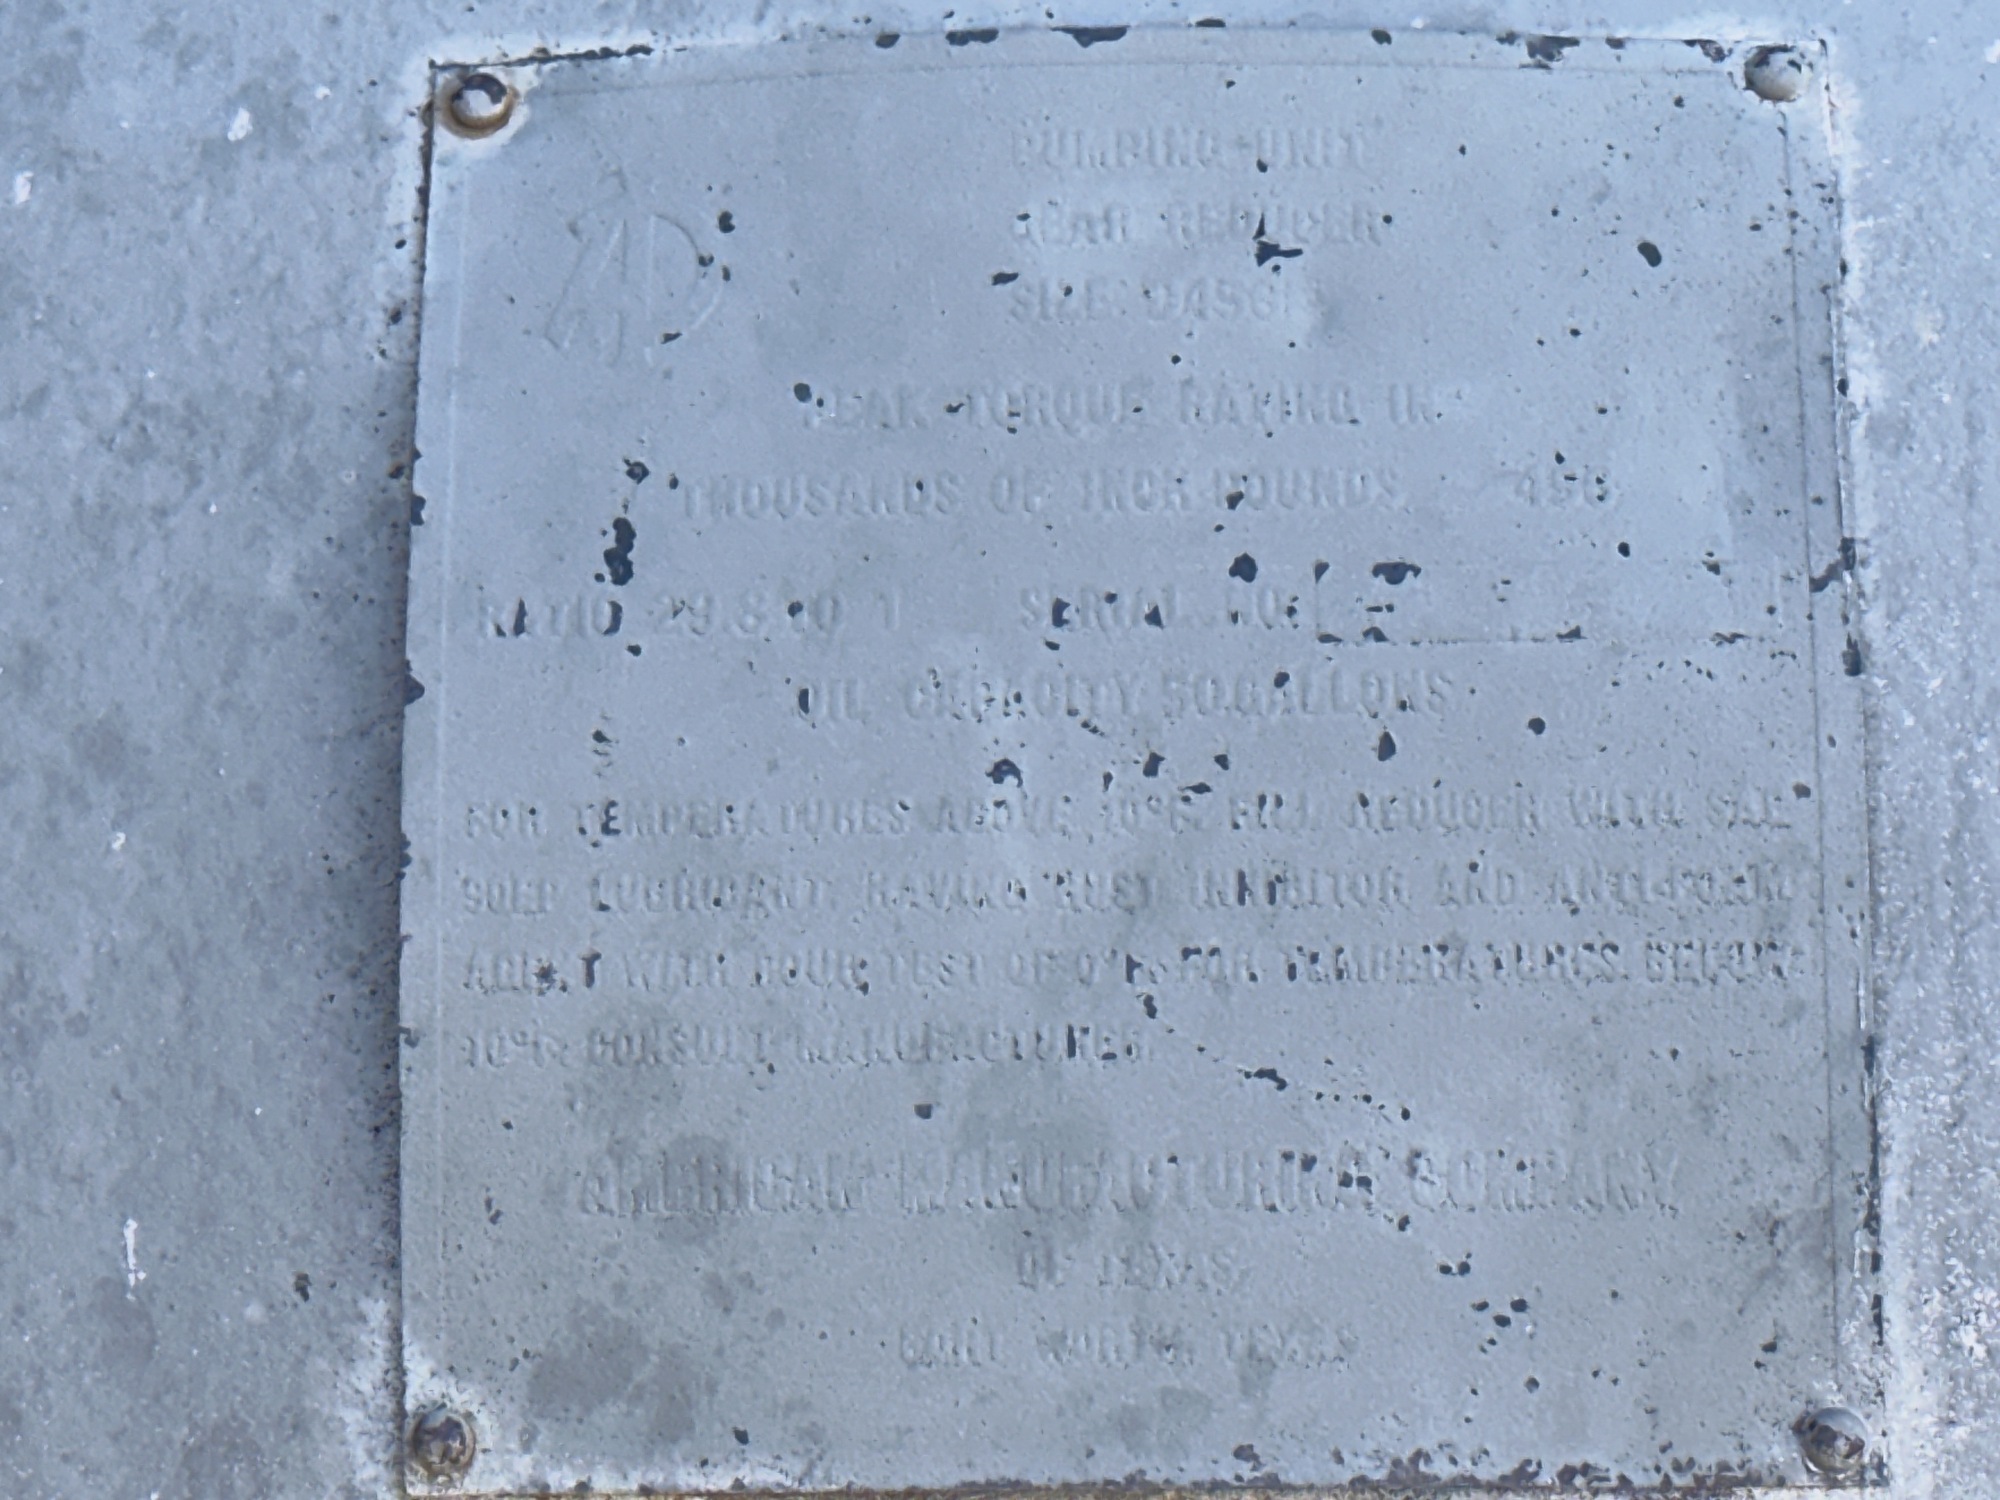 PUMPING UNIT
GEAR REDUCER
SIZE: D456
PEAK TORQUE RATING IN
THOUSANDS OF INCH POUNDS 456
RATIO 29.8 TO 1 SERIAL NO.
OIL CAPACITY 50 GALLONS
FOR TEMPERATURES ABOVE 10°F. FILL REDUCER WITH SAE
90EP LUBRICANT HAVING RUST INHIBITOR AND ANTI-FOAM
AGENT WITH POUR TEST OF 0°F. FOR TEMPERATURES BELOW
10°F. CONSULT MANUFACTURER.
AMERICAN MANUFACTURING COMPANY
OF TEXAS
FORT WORTH, TEXAS